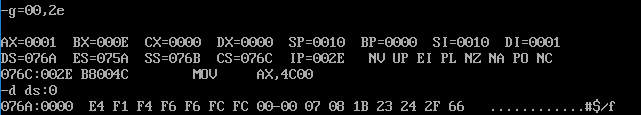 -g=00,2e
AX=0001 BX=000E CX=0000 DX=0000 SP=0010 BP=0000 SI=0010 DI=0001
DS=076A ES=075A SS=076B CS=076C IP=002E NV UP EI PL NZ NA PO NC
076C:002E B8004C MOV AX,4C00
-d ds:0
076A:0000 E4 F1 F4 F6 F6 FC FC 00-00 07 08 1B 23 24 2F 66 ............#$/f